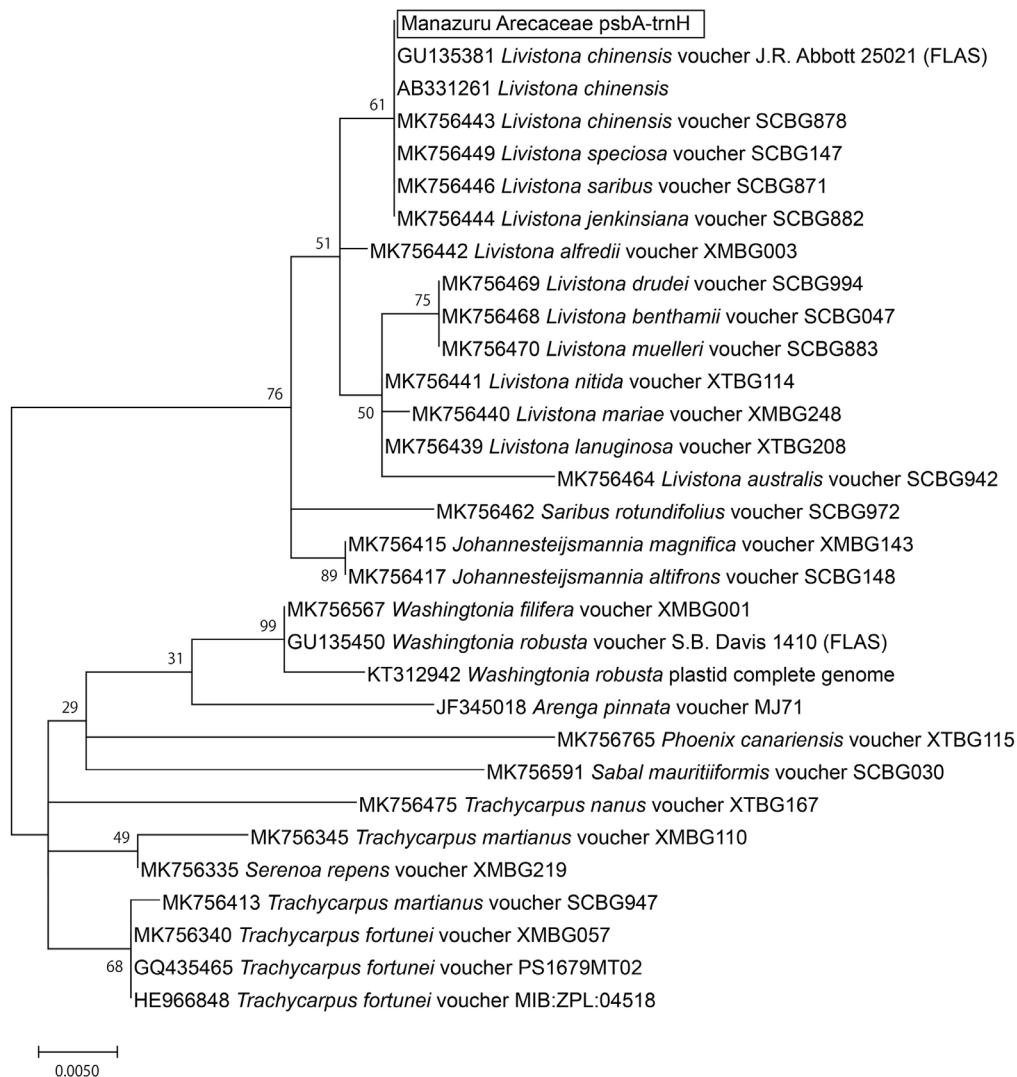 Manazuru Arecaceae psbA-trnH
GU135381 Livistona chinensis voucher J.R. Abbott 25021 (FLAS)
AB331261 Livistona chinensis
61
MK756443 Livistona chinensis voucher SCBG878
MK756449 Livistona speciosa voucher SCBG147
MK756446 Livistona saribus voucher SCBG871
MK756444 Livistona jenkinsiana voucher SCBG882
51
MK756442 Livistona alfredii voucher XMBG003
MK756469 Livistona drudei voucher SCBG994
75
MK756468 Livistona benthamii voucher SCBG047
MK756470 Livistona muelleri voucher SCBG883
MK756441 Livistona nitida voucher XTBG114
76
MK756440 Livistona mariae voucher XMBG248
50
MK756439 Livistona lanuginosa voucher XTBG208
MK756464 Livistona australis voucher SCBG942
MK756462 Saribus rotundifolius voucher SCBG972
MK756415 Johannesteijsmannia magnifica voucher XMBG143
89
MK756417 Johannesteijsmannia altifrons voucher SCBG148
MK756567 Washingtonia filifera voucher XMBG001
99
GU135450 Washingtonia robusta voucher S.B. Davis 1410 (FLAS)
31
KT312942 Washingtonia robusta plastid complete genome
29
JF345018 Arenga pinnata voucher MJ71
MK756765 Phoenix canariensis voucher XTBG115
MK756591 Sabal mauritiiformis voucher SCBG030
MK756475 Trachycarpus nanus voucher XTBG167
49
MK756345 Trachycarpus martianus voucher XMBG110
MK756335 Serenoa repens voucher XMBG219
MK756413 Trachycarpus martianus voucher SCBG947
MK756340 Trachycarpus fortunei voucher XMBG057
68
GQ435465 Trachycarpus fortunei voucher PS1679MT02
HE966848 Trachycarpus fortunei voucher MIB:ZPL:04518
0.0050